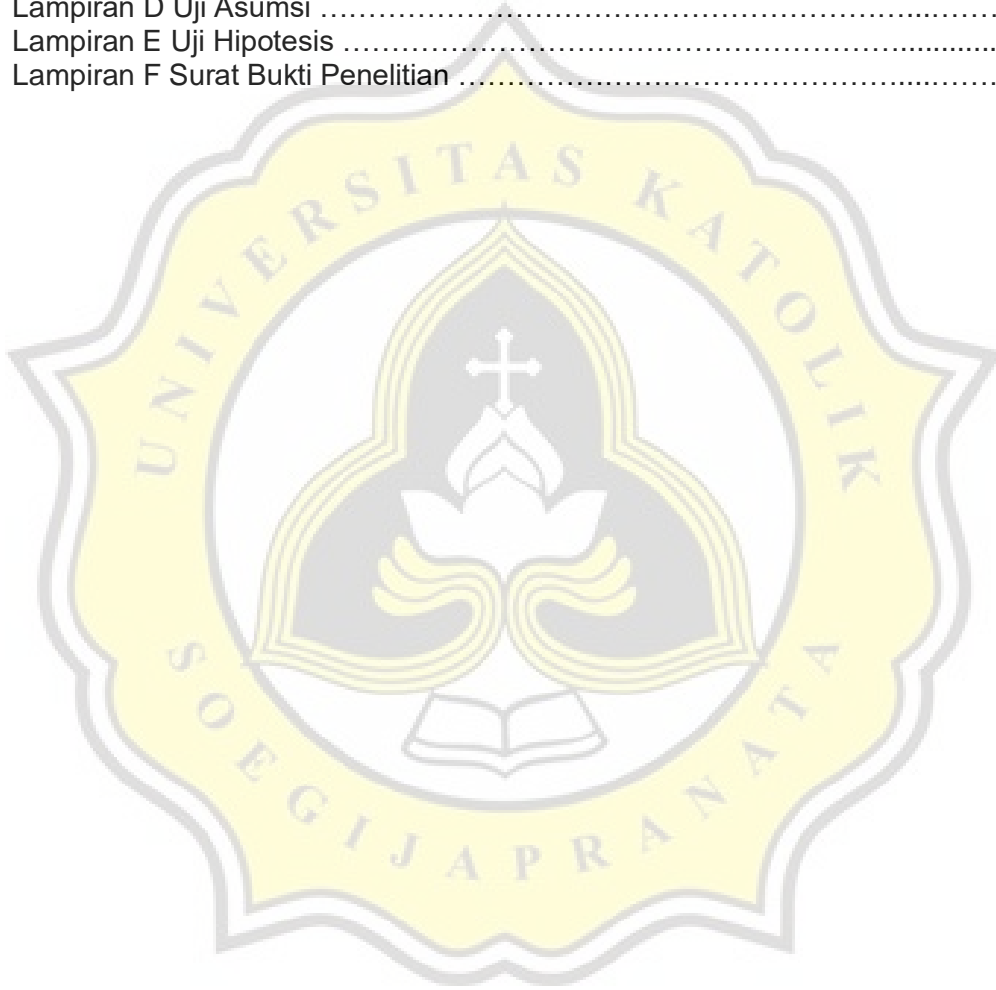 Lampiran D Uji Asumsi ……………………………………………………...……
Lampiran E Uji Hipotesis ……………………………………………….............
Lampiran F Surat Bukti Penelitian …………………………………….....……
UNIVERSITAS KATOLIK
SOEGIJAPRANATA